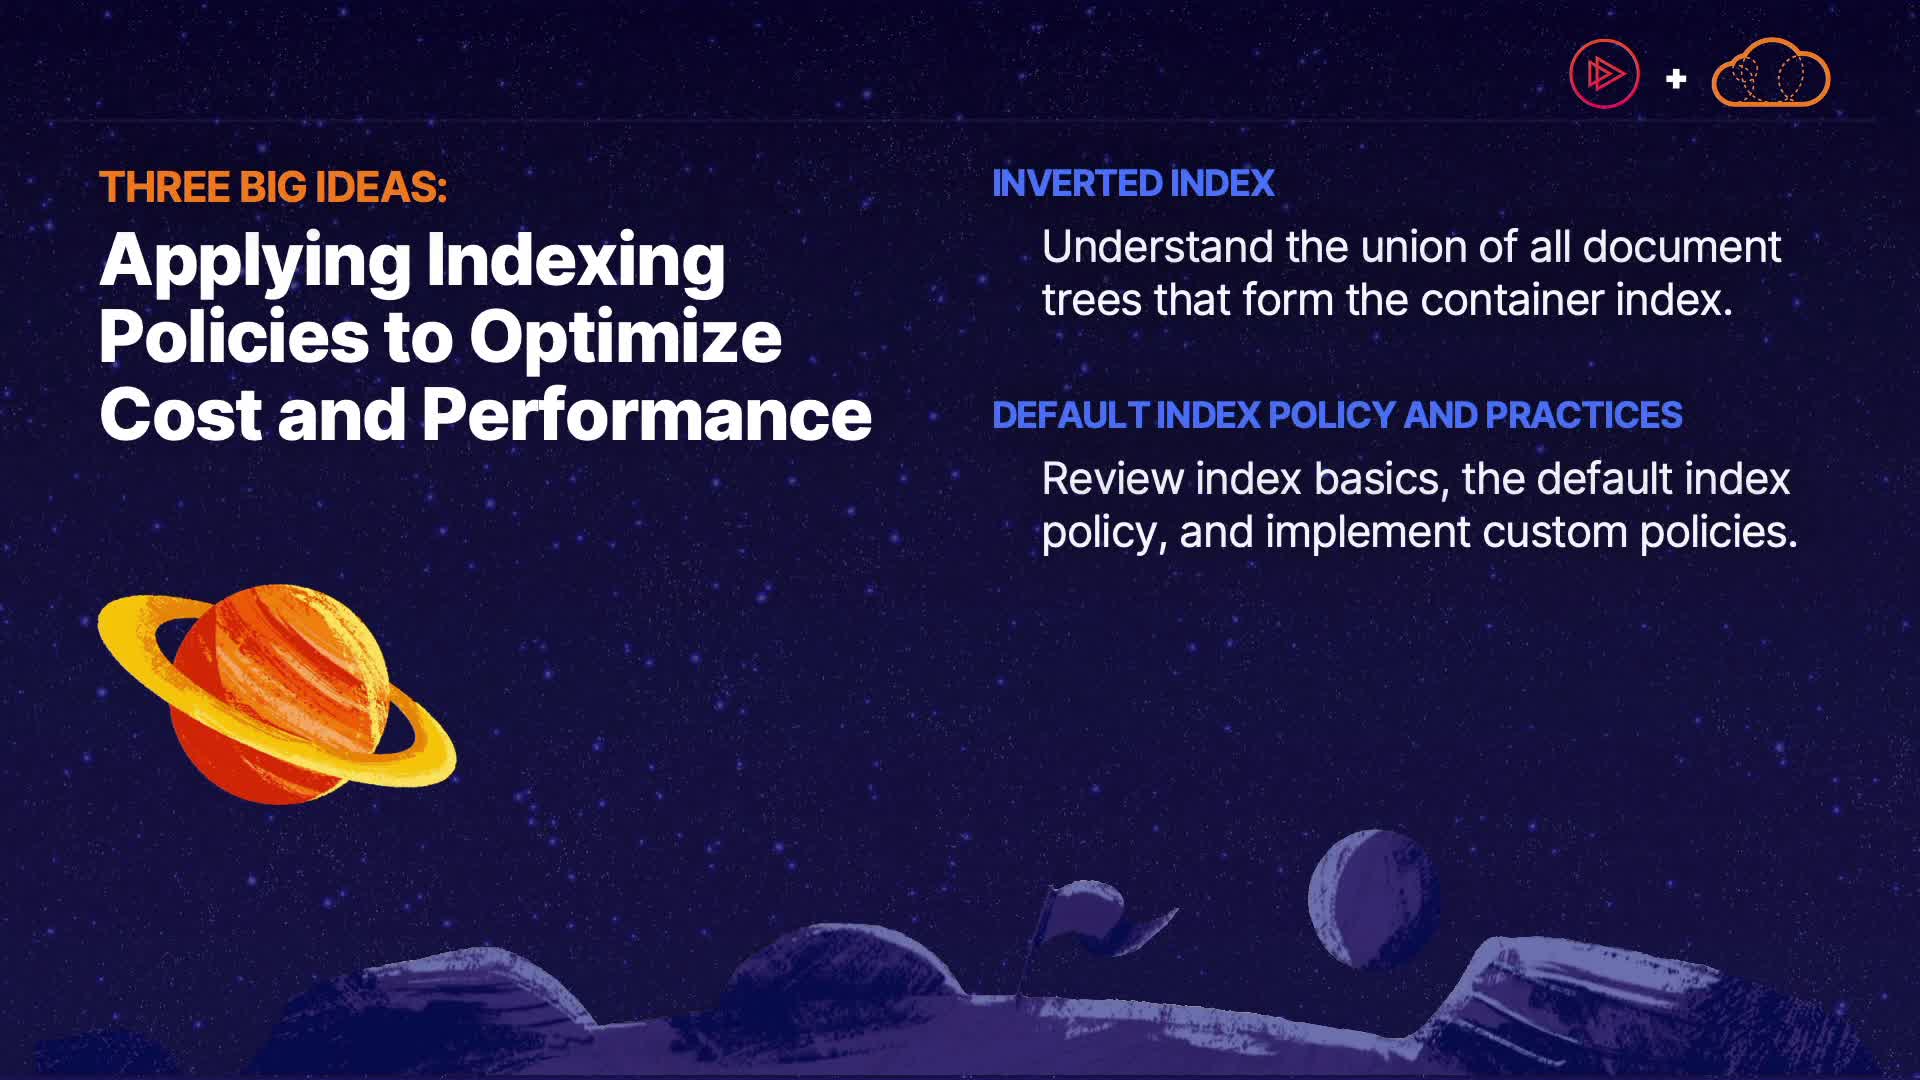 THREE BIG IDEAS:
Applying Indexing
Policies to Optimize
Cost and Performance
INVERTED INDEX
Understand the union of all document
trees that form the container index.
DEFAULT INDEX POLICY AND PRACTICES
Review index basics, the default index
policy, and implement custom policies.